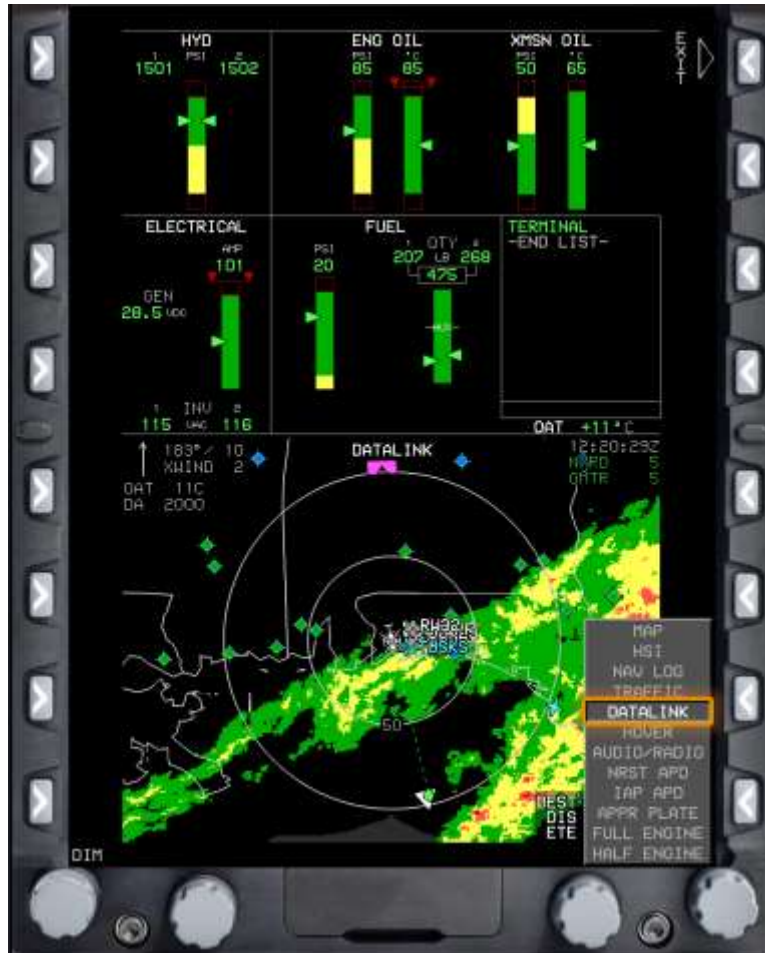 HYD
1 PSI 2
1501 1502
ENG OIL
PSI °C
85 85
XMSN OIL
PSI °C
50 65
EXIT
ELECTRICAL
AMP
101
GEN
28.5 VDC
1 INV 2
115 VAC 116
FUEL
PSI
20
1 QTY 2
207 LB 268
475
TERMINAL
-END LIST-
OAT +11°C
183°/ 10
XWIND 2
OAT 11C
DA 2000
DATALINK
12:20:29Z
5
5
RW32
50
DEST
DIS
ETE
MAP
HSI
NAV LOG
TRAFFIC
DATALINK
HOVER
AUDIO/RADIO
NRST APD
IAP APD
APPR PLATE
FULL ENGINE
HALF ENGINE
DIM